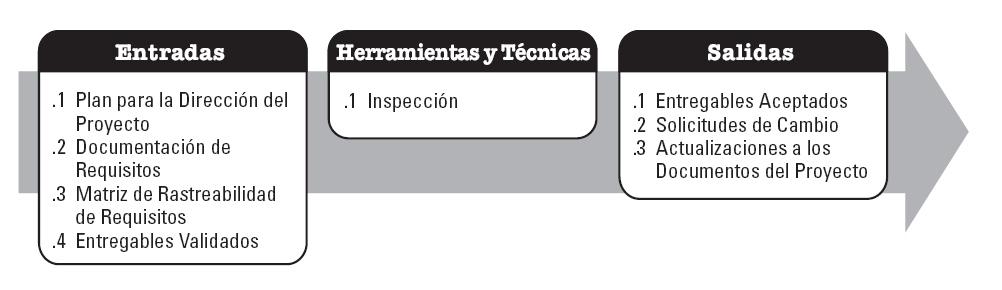 Entradas
.1 Plan para la Dirección del
Proyecto
.2 Documentación de
Requisitos
.3 Matriz de Rastreabilidad
de Requisitos
.4 Entregables Validados
Herramientas y Técnicas
.1 Inspección
Salidas
.1 Entregables Aceptados
.2 Solicitudes de Cambio
.3 Actualizaciones a los
Documentos del Proyecto